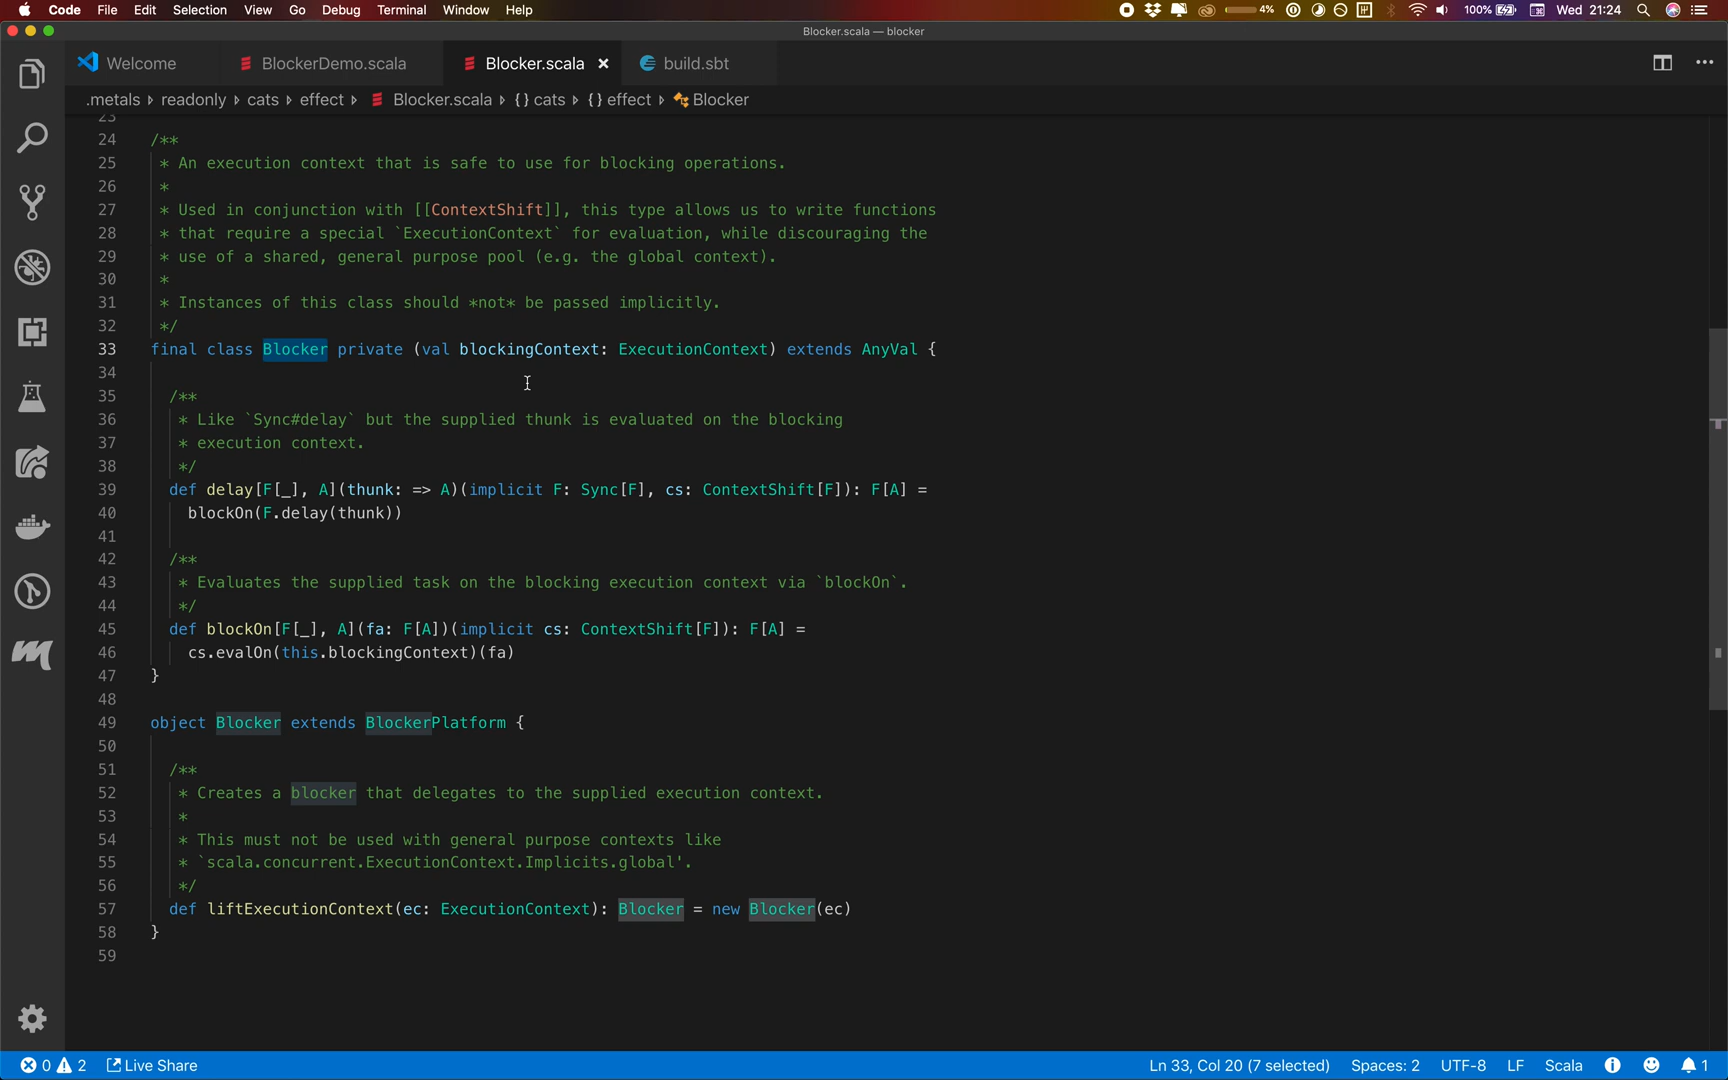 Code File Edit Selection View Go Debug Terminal Window Help 4% 100% Wed 21:24
Blocker.scala — blocker
Welcome BlockerDemo.scala Blocker.scala × build.sbt
.metals readonly cats effect Blocker.scala {} cats {} effect Blocker
23
24 /**
25 * An execution context that is safe to use for blocking operations.
26 *
27 * Used in conjunction with [[ContextShift]], this type allows us to write functions
28 * that require a special `ExecutionContext` for evaluation, while discouraging the
29 * use of a shared, general purpose pool (e.g. the global context).
30 *
31 * Instances of this class should *not* be passed implicitly.
32 */
33 final class Blocker private (val blockingContext: ExecutionContext) extends AnyVal {
34
35 /**
36 * Like `Sync#delay` but the supplied thunk is evaluated on the blocking
37 * execution context.
38 */
39 def delay[F[_], A](thunk: => A)(implicit F: Sync[F], cs: ContextShift[F]): F[A] =
40 blockOn(F.delay(thunk))
41
42 /**
43 * Evaluates the supplied task on the blocking execution context via `blockOn`.
44 */
45 def blockOn[F[_], A](fa: F[A])(implicit cs: ContextShift[F]): F[A] =
46 cs.evalOn(this.blockingContext)(fa)
47 }
48
49 object Blocker extends BlockerPlatform {
50
51 /**
52 * Creates a blocker that delegates to the supplied execution context.
53 *
54 * This must not be used with general purpose contexts like
55 * `scala.concurrent.ExecutionContext.Implicits.global'.
56 */
57 def liftExecutionContext(ec: ExecutionContext): Blocker = new Blocker(ec)
58 }
59
0 2 Live Share Ln 33, Col 20 (7 selected) Spaces: 2 UTF-8 LF Scala 1